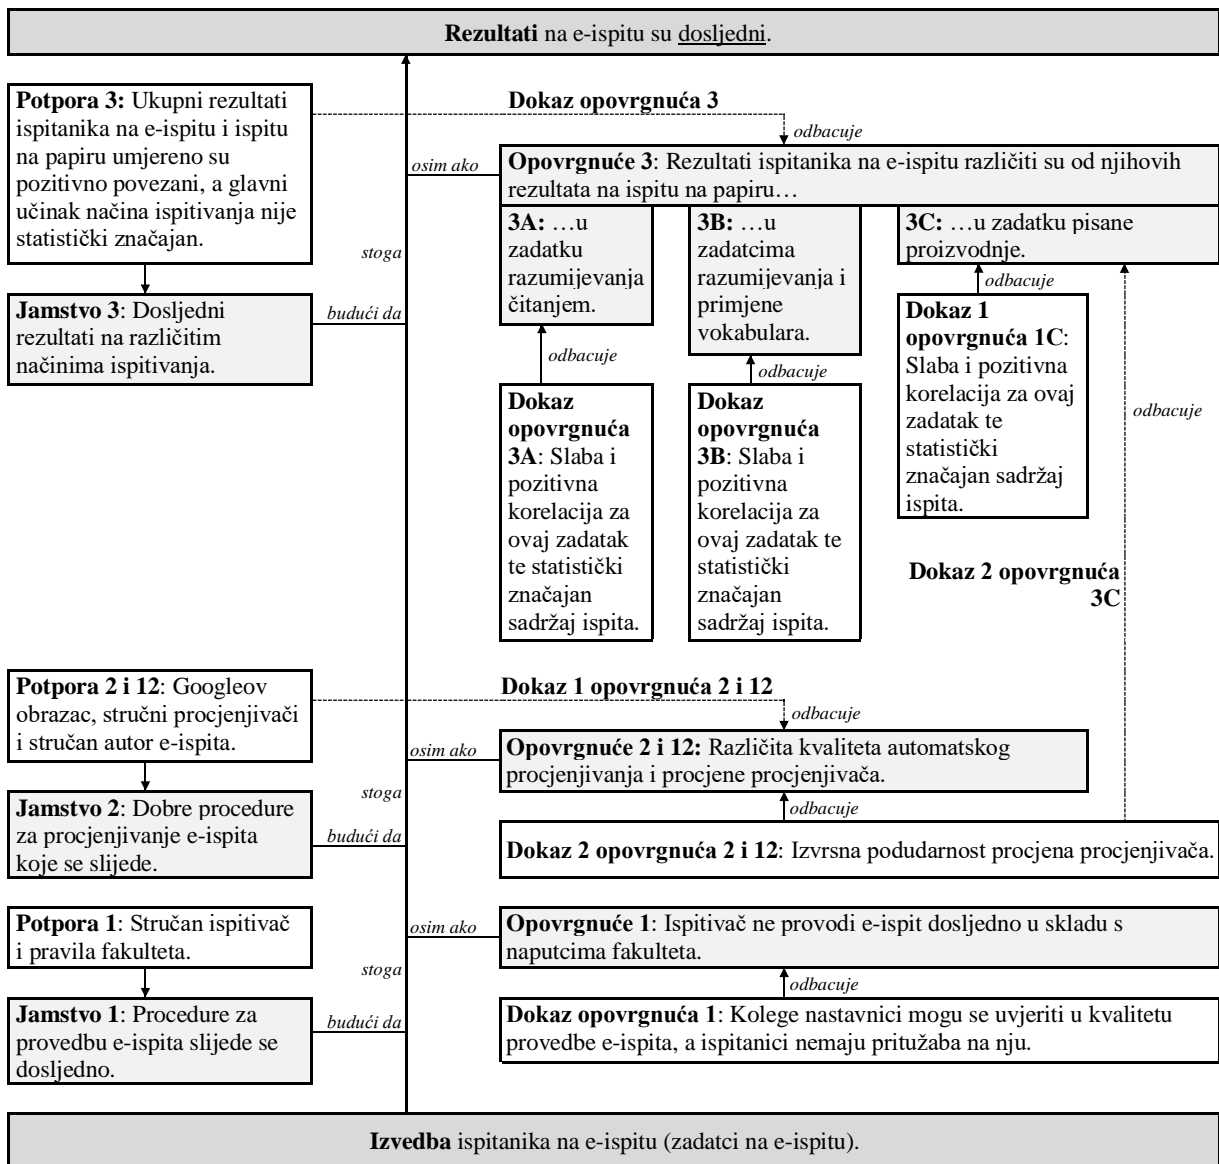 Rezultati na e-ispitu su dosljedni.
Potpora 3: Ukupni rezultati
ispitanika na e-ispitu i ispitu
na papiru umjereno su
pozitivno povezani, a glavni
učinak načina ispitivanja nije
statistički značajan.
Dokaz opovrgnuća 3
odbacuje
osim ako
Opovrgnuće 3: Rezultati ispitanika na e-ispitu različiti su od njihovih
rezultata na ispitu na papiru…
3A: …u
zadatku
razumijevanja
čitanjem.
3B: …u
zadatcima
razumijevanja i
primjene
vokabulara.
3C: …u zadatku pisane
proizvodnje.
stoga
Jamstvo 3: Dosljedni
rezultati na različitim
načinima ispitivanja.
budući da
odbacuje
odbacuje
odbacuje
odbacuje
Dokaz
opovrgnuća
3A: Slaba i
pozitivna
korelacija za
ovaj zadatak
te statistički
značajan
sadržaj ispita.
Dokaz
opovrgnuća
3B: Slaba i
pozitivna
korelacija za
ovaj zadatak te
statistički
značajan
sadržaj ispita.
Dokaz 1
opovrgnuća 1C:
Slaba i pozitivna
korelacija za ovaj
zadatak te
statistički
značajan sadržaj
ispita.
Dokaz 2 opovrgnuća
3C
Potpora 2 i 12: Googleov
obrazac, stručni procjenjivači
i stručan autor e-ispita.
Dokaz 1 opovrgnuća 2 i 12
odbacuje
osim ako
Opovrgnuće 2 i 12: Različita kvaliteta automatskog
procjenjivanja i procjene procjenjivača.
stoga
Jamstvo 2: Dobre procedure
za procjenjivanje e-ispita
koje se slijede.
budući da
odbacuje
Dokaz 2 opovrgnuća 2 i 12: Izvrsna podudarnost procjena procjenjivača.
Potpora 1: Stručan ispitivač
i pravila fakulteta.
osim ako
Opovrgnuće 1: Ispitivač ne provodi e-ispit dosljedno u skladu s
naputcima fakulteta.
stoga
odbacuje
Jamstvo 1: Procedure za
provedbu e-ispita slijede se
dosljedno.
budući da
Dokaz opovrgnuća 1: Kolege nastavnici mogu se uvjeriti u kvalitetu
provedbe e-ispita, a ispitanici nemaju pritužaba na nju.
Izvedba ispitanika na e-ispitu (zadatci na e-ispitu).